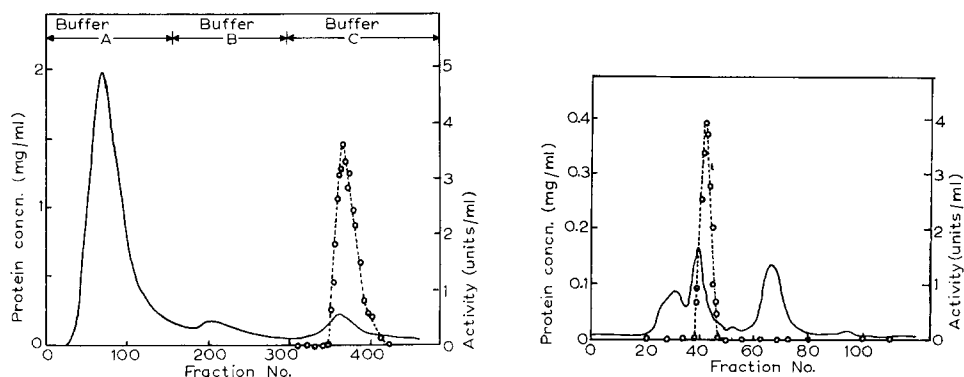 Buffer Buffer Buffer
A B C
Protein concn. (mg/ml)
2
1
0
Activity (units/ml)
5
4
3
2
1
0
0 100 200 300 400
Fraction No.
Protein concn. (mg/ml)
0.4
0.3
0.2
0.1
0
Activity (units/ml)
4
3
2
1
0
0 20 40 60 80 100
Fraction No.